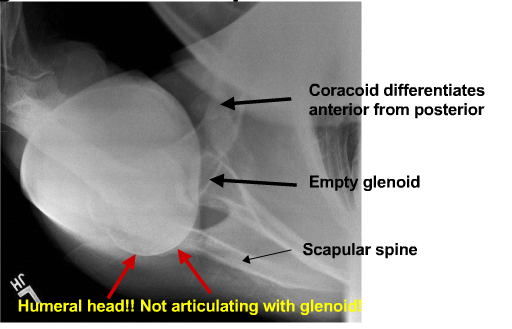 Coracoid differentiates
anterior from posterior
Empty glenoid
Scapular spine
Humeral head!! Not articulating with glenoid!